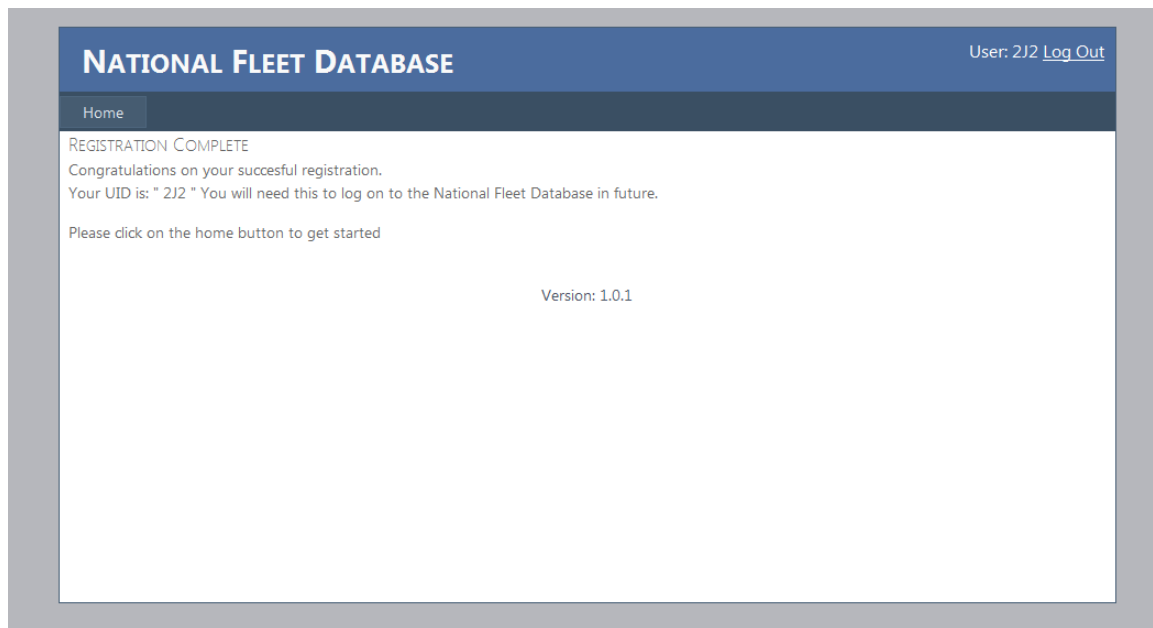 NATIONAL FLEET DATABASE
User: 2J2 Log Out
Home
REGISTRATION COMPLETE
Congratulations on your succesful registration.
Your UID is: " 2J2 " You will need this to log on to the National Fleet Database in future.
Please click on the home button to get started
Version: 1.0.1